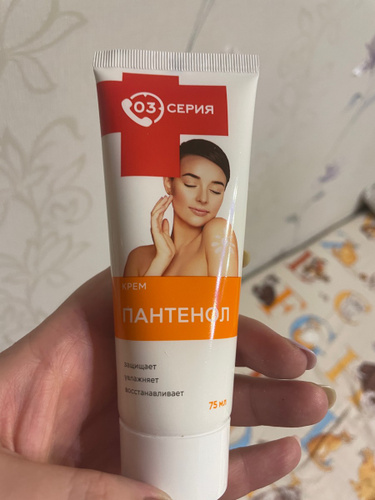 03 СЕРИЯ
КРЕМ
ПАНТЕНОЛ
защищает
увлажняет
восстанавливает
75 мл